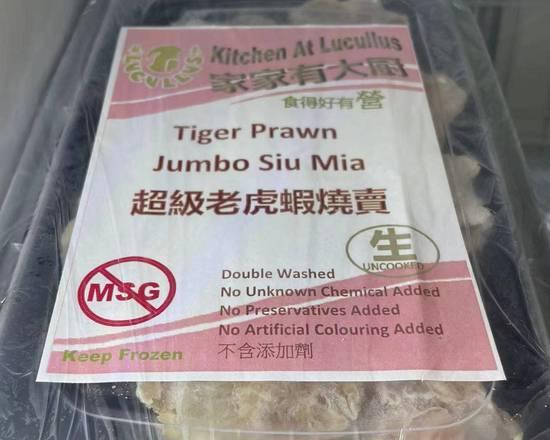 LUCULLUS
Kitchen At Lucullus
家家有大厨
食得好有營
Tiger Prawn
Jumbo Siu Mia
超級老虎蝦燒賣
生
UNCOOKED
MSG
Double Washed
No Unknown Chemical Added
No Preservatives Added
No Artificial Colouring Added
Keep Frozen
不含添加劑